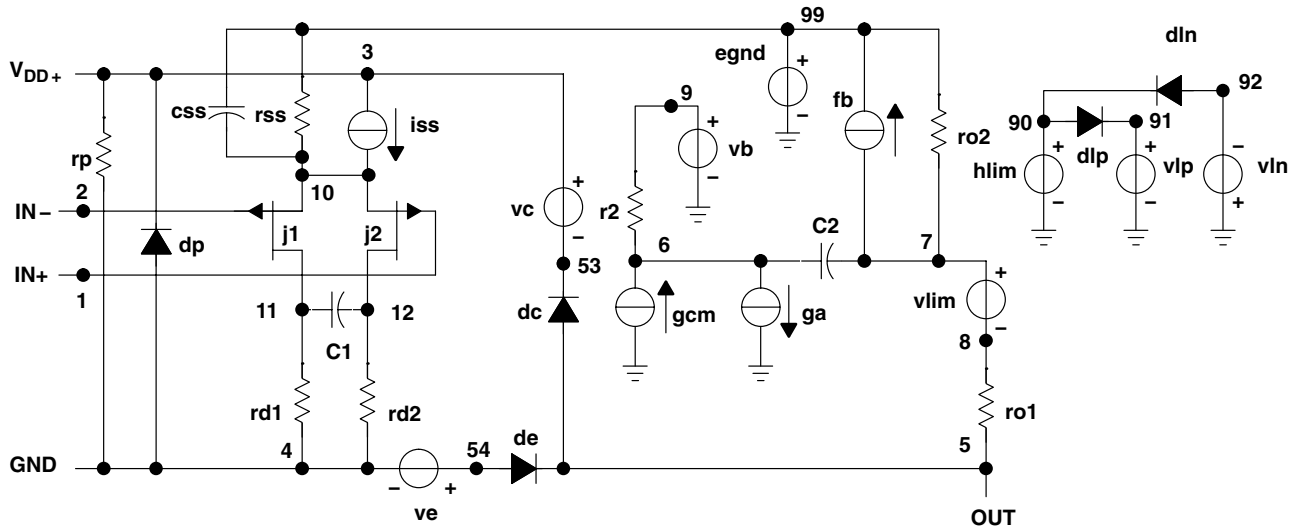 99
dln
3
egnd
V DD +
92
css
rss
9
fb
iss
90
91
rp
vb
ro2
dlp
10
hlim
vlp
vln
2
IN −
vc
r2
C2
j1
j2
dp
6
7
IN+
53
1
11
12
vlim
dc
gcm
ga
C1
8
rd1
rd2
ro1
4
54
de
5
GND
ve
OUT
+
−
+
−
+
−
+
−
+
−
+
−
−
+
−
+